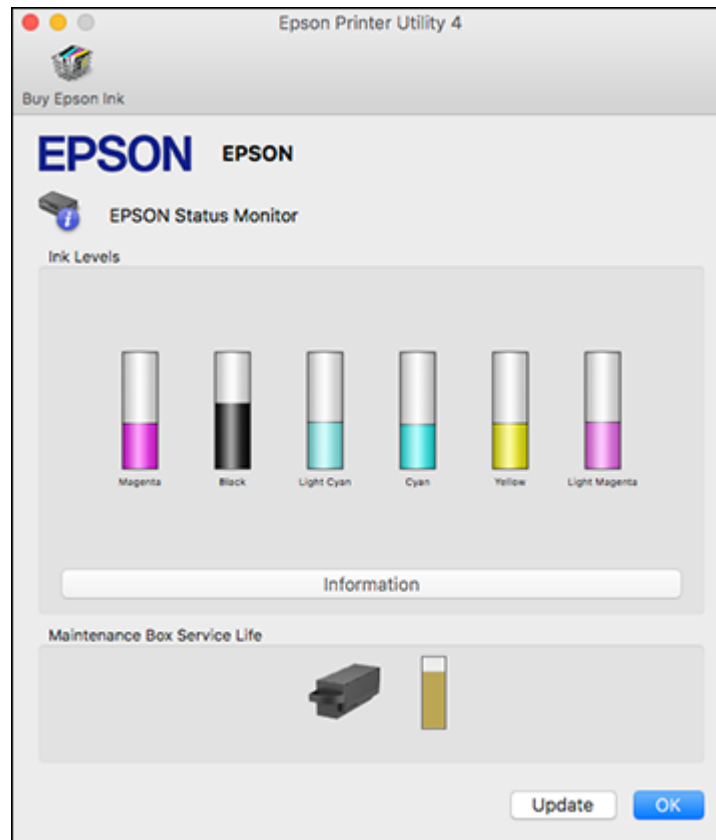 Epson Printer Utility 4
Buy Epson Ink
EPSON EPSON
EPSON Status Monitor
Ink Levels
Magenta Black Light Cyan Cyan Yellow Light Magenta
Information
Maintenance Box Service Life
Update OK